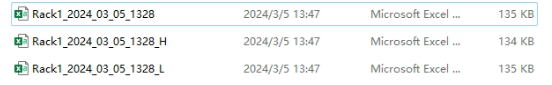 Rack1_2024_03_05_1328 2024/3/5 13:47 Microsoft Excel ... 135 KB
Rack1_2024_03_05_1328_H 2024/3/5 13:47 Microsoft Excel ... 134 KB
Rack1_2024_03_05_1328_L 2024/3/5 13:47 Microsoft Excel ... 135 KB